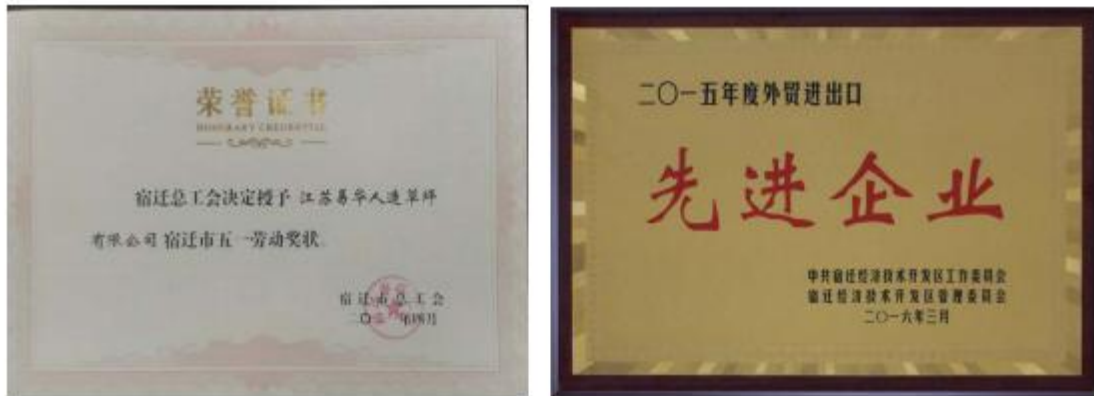 荣誉证书
HONORARY CREDENTIAL
宿迁总工会决定授予 江苏易华人造草坪
有限公司 宿迁市五一劳动奖状。
宿迁市总工会
年四月
二〇一五年度外贸进出口
先进企业
中共宿迁经济技术开发区工作委员会
宿迁经济技术开发区管理委员会
二〇一六年三月